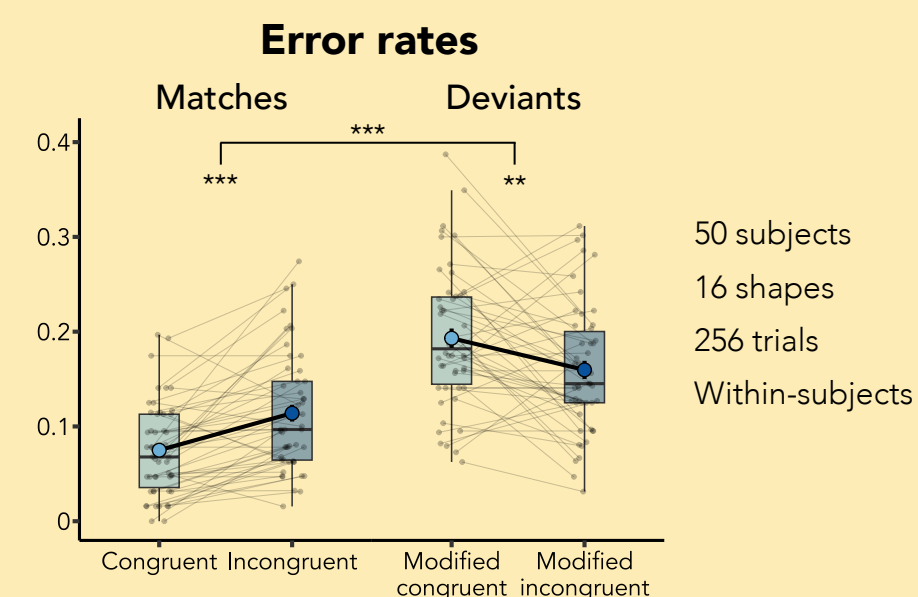 Error rates
Matches Deviants
***
*** **
0.4
0.3
0.2
0.1
0
50 subjects
16 shapes
256 trials
Within-subjects
Congruent Incongruent Modified congruent Modified incongruent